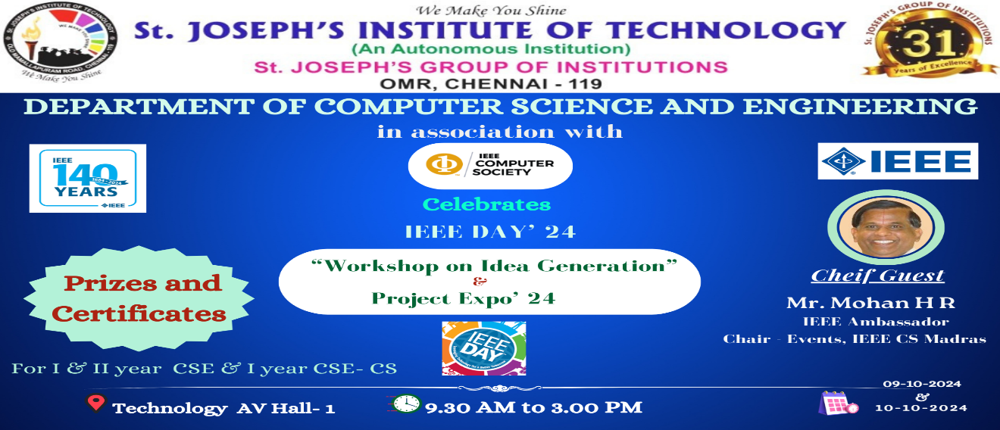 We Make You Shine
St. JOSEPH'S INSTITUTE OF TECHNOLOGY
(An Autonomous Institution)
St. JOSEPH'S GROUP OF INSTITUTIONS
OMR, CHENNAI - 119
St. JOSEPH'S INSTITUTE OF TECHNOLOGY
WE MAKE YOU SHINE
OLD MAMALLAPURAM ROAD, CHENNAI - 119
We Make You Shine
St. JOSEPH'S GROUP OF INSTITUTIONS
31
Years of Excellence
DEPARTMENT OF COMPUTER SCIENCE AND ENGINEERING
in association with
IEEE
140
1884 - 2024
YEARS
IEEE
IEEE
COMPUTER
SOCIETY
IEEE
Celebrates
IEEE DAY' 24
"Workshop on Idea Generation"
&
Project Expo' 24
Prizes and
Certificates
Cheif Guest
Mr. Mohan H R
IEEE Ambassador
Chair - Events, IEEE CS Madras
IEEE
DAY
For I & II year CSE & I year CSE- CS
Technology AV Hall- 1
9.30 AM to 3.00 PM
09-10-2024
&
10-10-2024